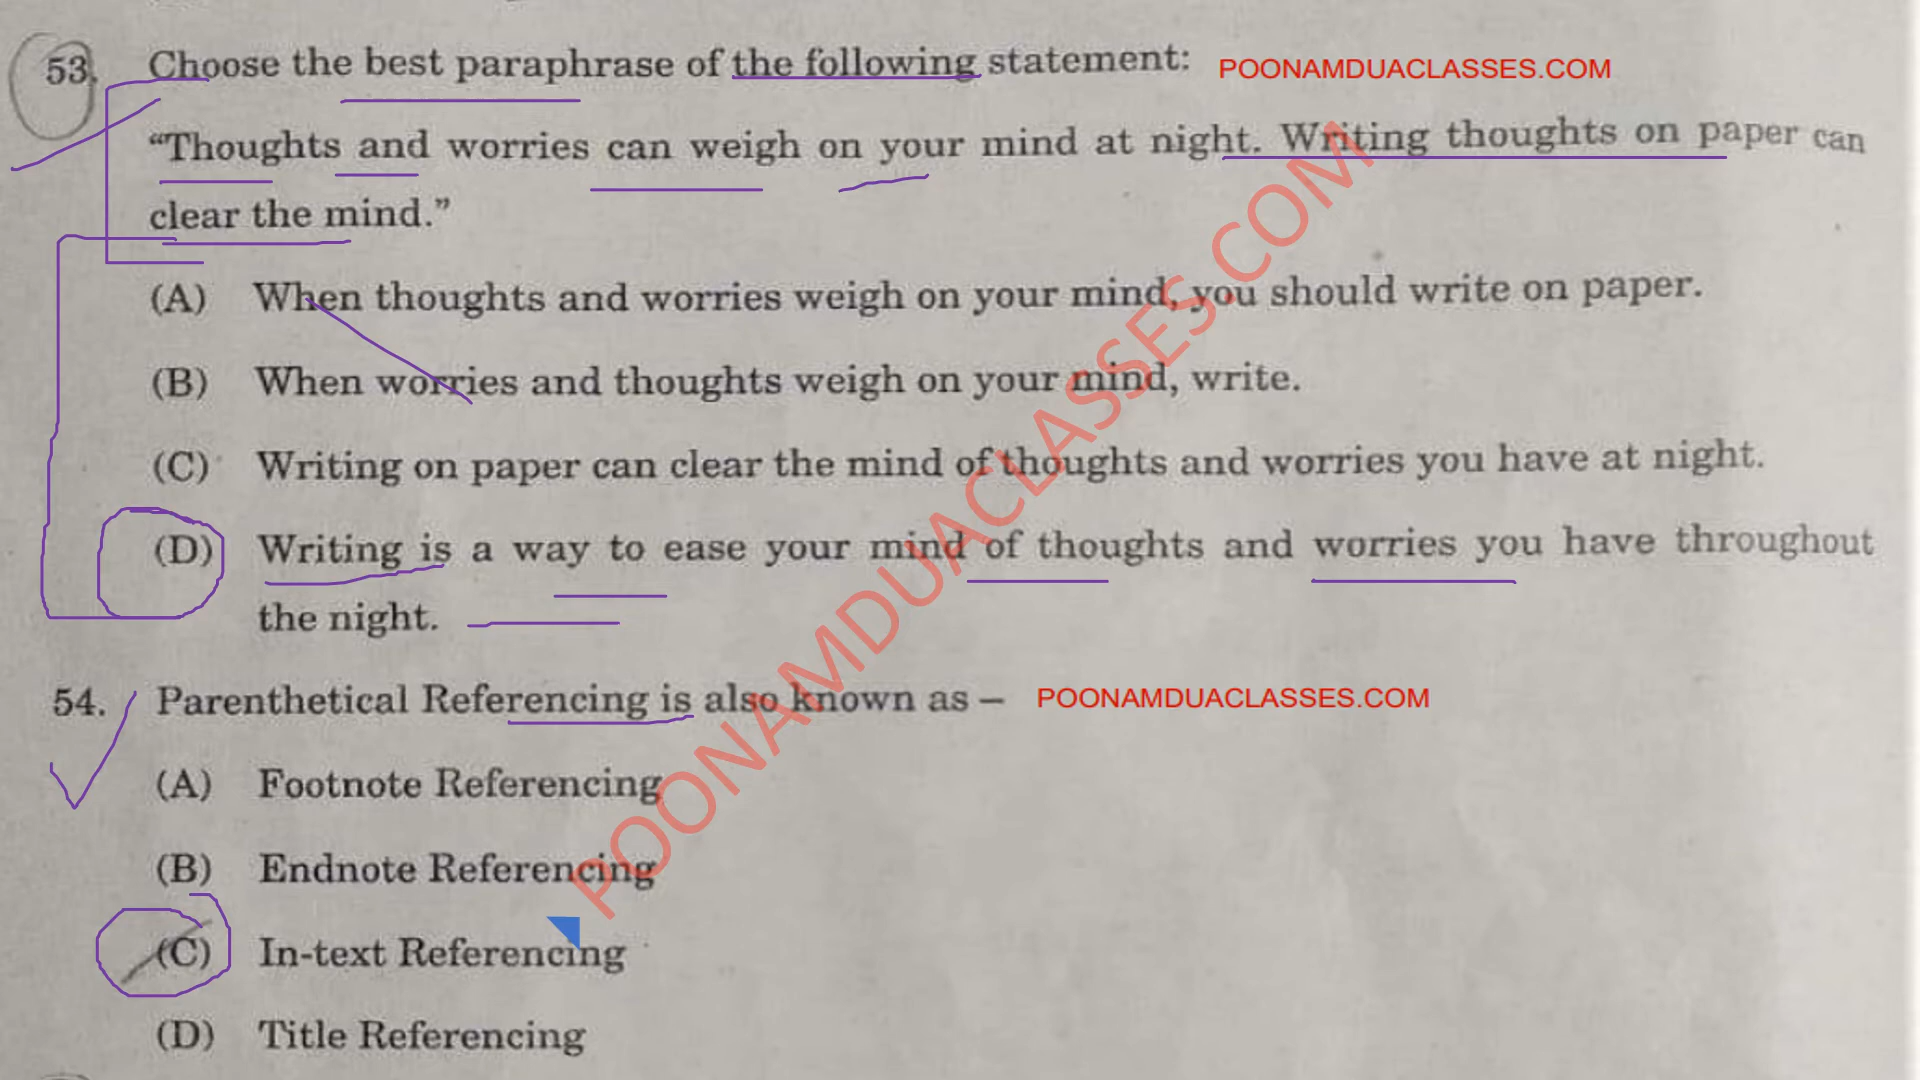 53. Choose the best paraphrase of the following statement: POONAMDUACLASSES.COM
“Thoughts and worries can weigh on your mind at night. Writing thoughts on paper can
clear the mind.”
(A) When thoughts and worries weigh on your mind, you should write on paper.
(B) When worries and thoughts weigh on your mind, write.
(C) Writing on paper can clear the mind of thoughts and worries you have at night.
(D) Writing is a way to ease your mind of thoughts and worries you have throughout
the night.
54. Parenthetical Referencing is also known as – POONAMDUACLASSES.COM
(A) Footnote Referencing
(B) Endnote Referencing
(C) In-text Referencing
(D) Title Referencing
POONAMDUACLASSES.COM